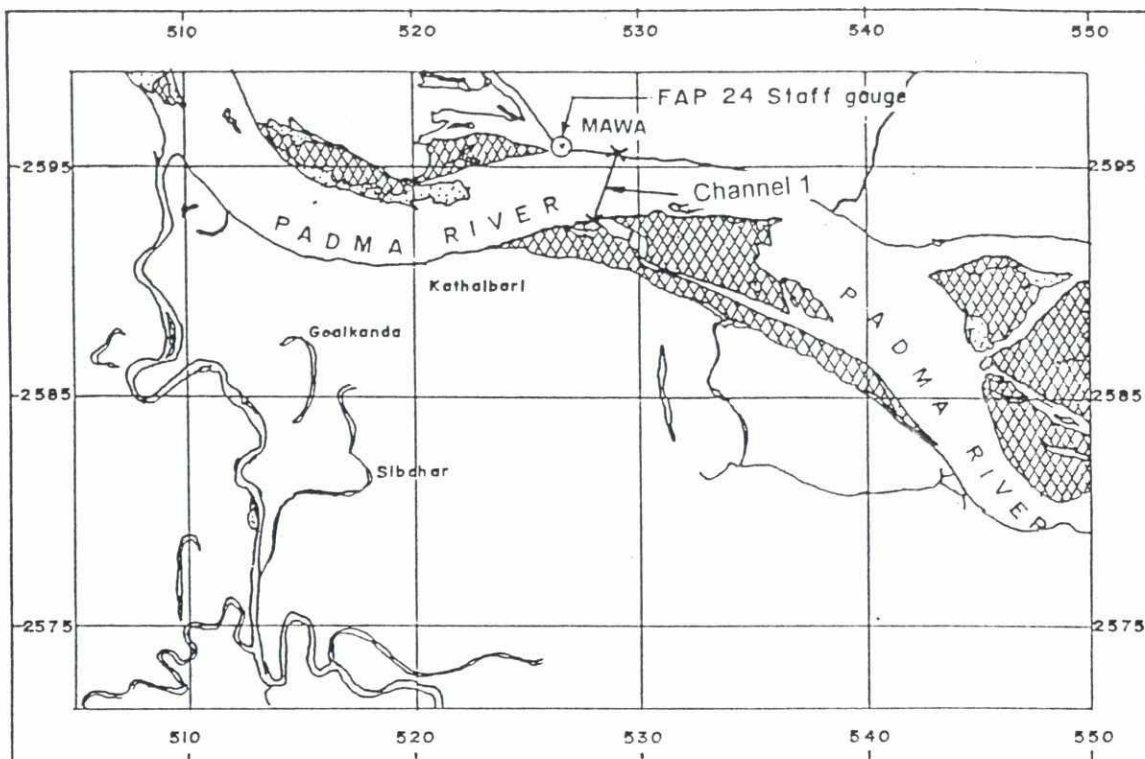 510 520 530 540 550
FAP 24 Staff gauge
MAWA
2595 2595
Channel 1
PADMA RIVER
Kathalbari
PADMA RIVER
Goalkanda
2585 2585
Sibchar
2575 2575
510 520 530 540 550